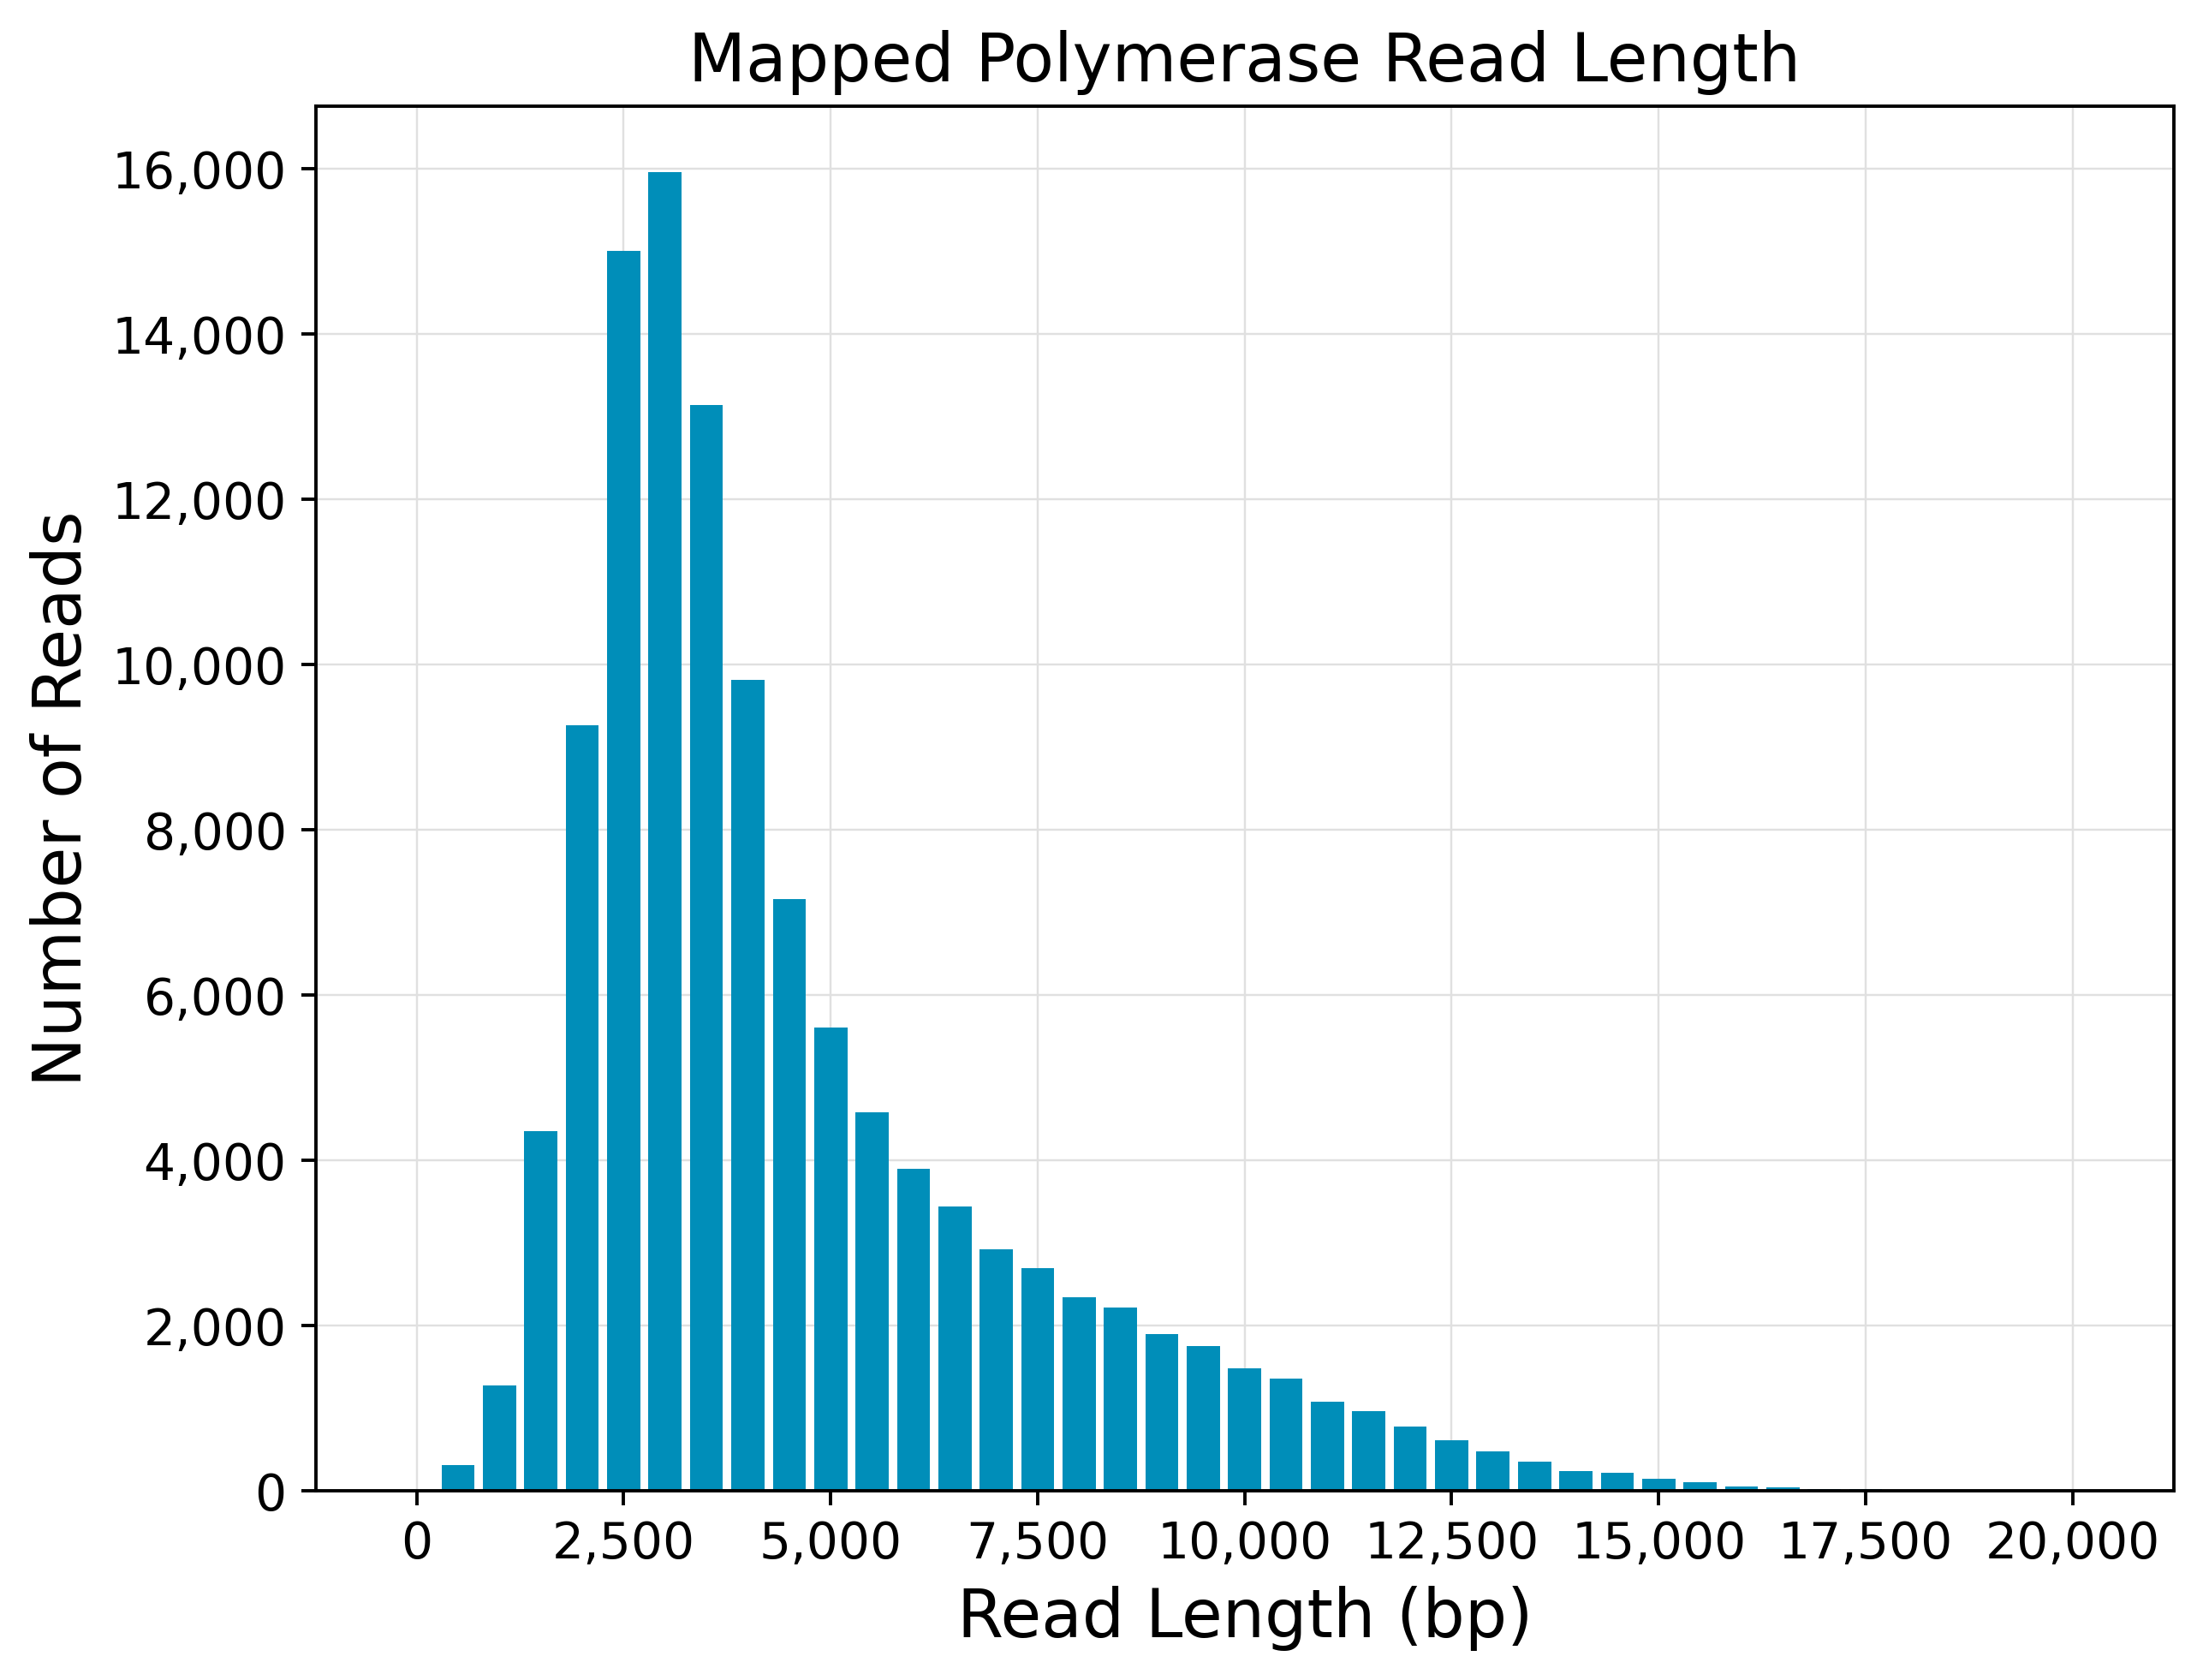 Mapped Polymerase Read Length
Number of Reads
16,000
14,000
12,000
10,000
8,000
6,000
4,000
2,000
0
0 2,500 5,000 7,500 10,000 12,500 15,000 17,500 20,000
Read Length (bp)